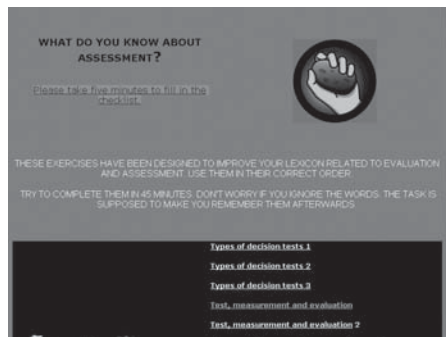 WHAT DO YOU KNOW ABOUT
ASSESSMENT?
Please take five minutes to fill in the
checklist.
THESE EXERCISES HAVE BEEN DESIGNED TO IMPROVE YOUR LEXICON RELATED TO EVALUATION
AND ASSESSMENT. USE THEM IN THEIR CORRECT ORDER.
TRY TO COMPLETE THEM IN 45 MINUTES. DON'T WORRY IF YOU IGNORE THE WORDS. THE TASK IS
SUPPOSED TO MAKE YOU REMEMBER THEM AFTERWARDS
Types of decision tests 1
Types of decision tests 2
Types of decision tests 3
Test, measurement and evaluation
Test, measurement and evaluation 2